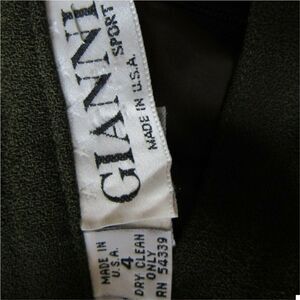 GIANNI
SPORT
MADE IN U.S.A.
MADE IN
U.S.A.
4
DRY CLEAN
ONLY
RN 54339